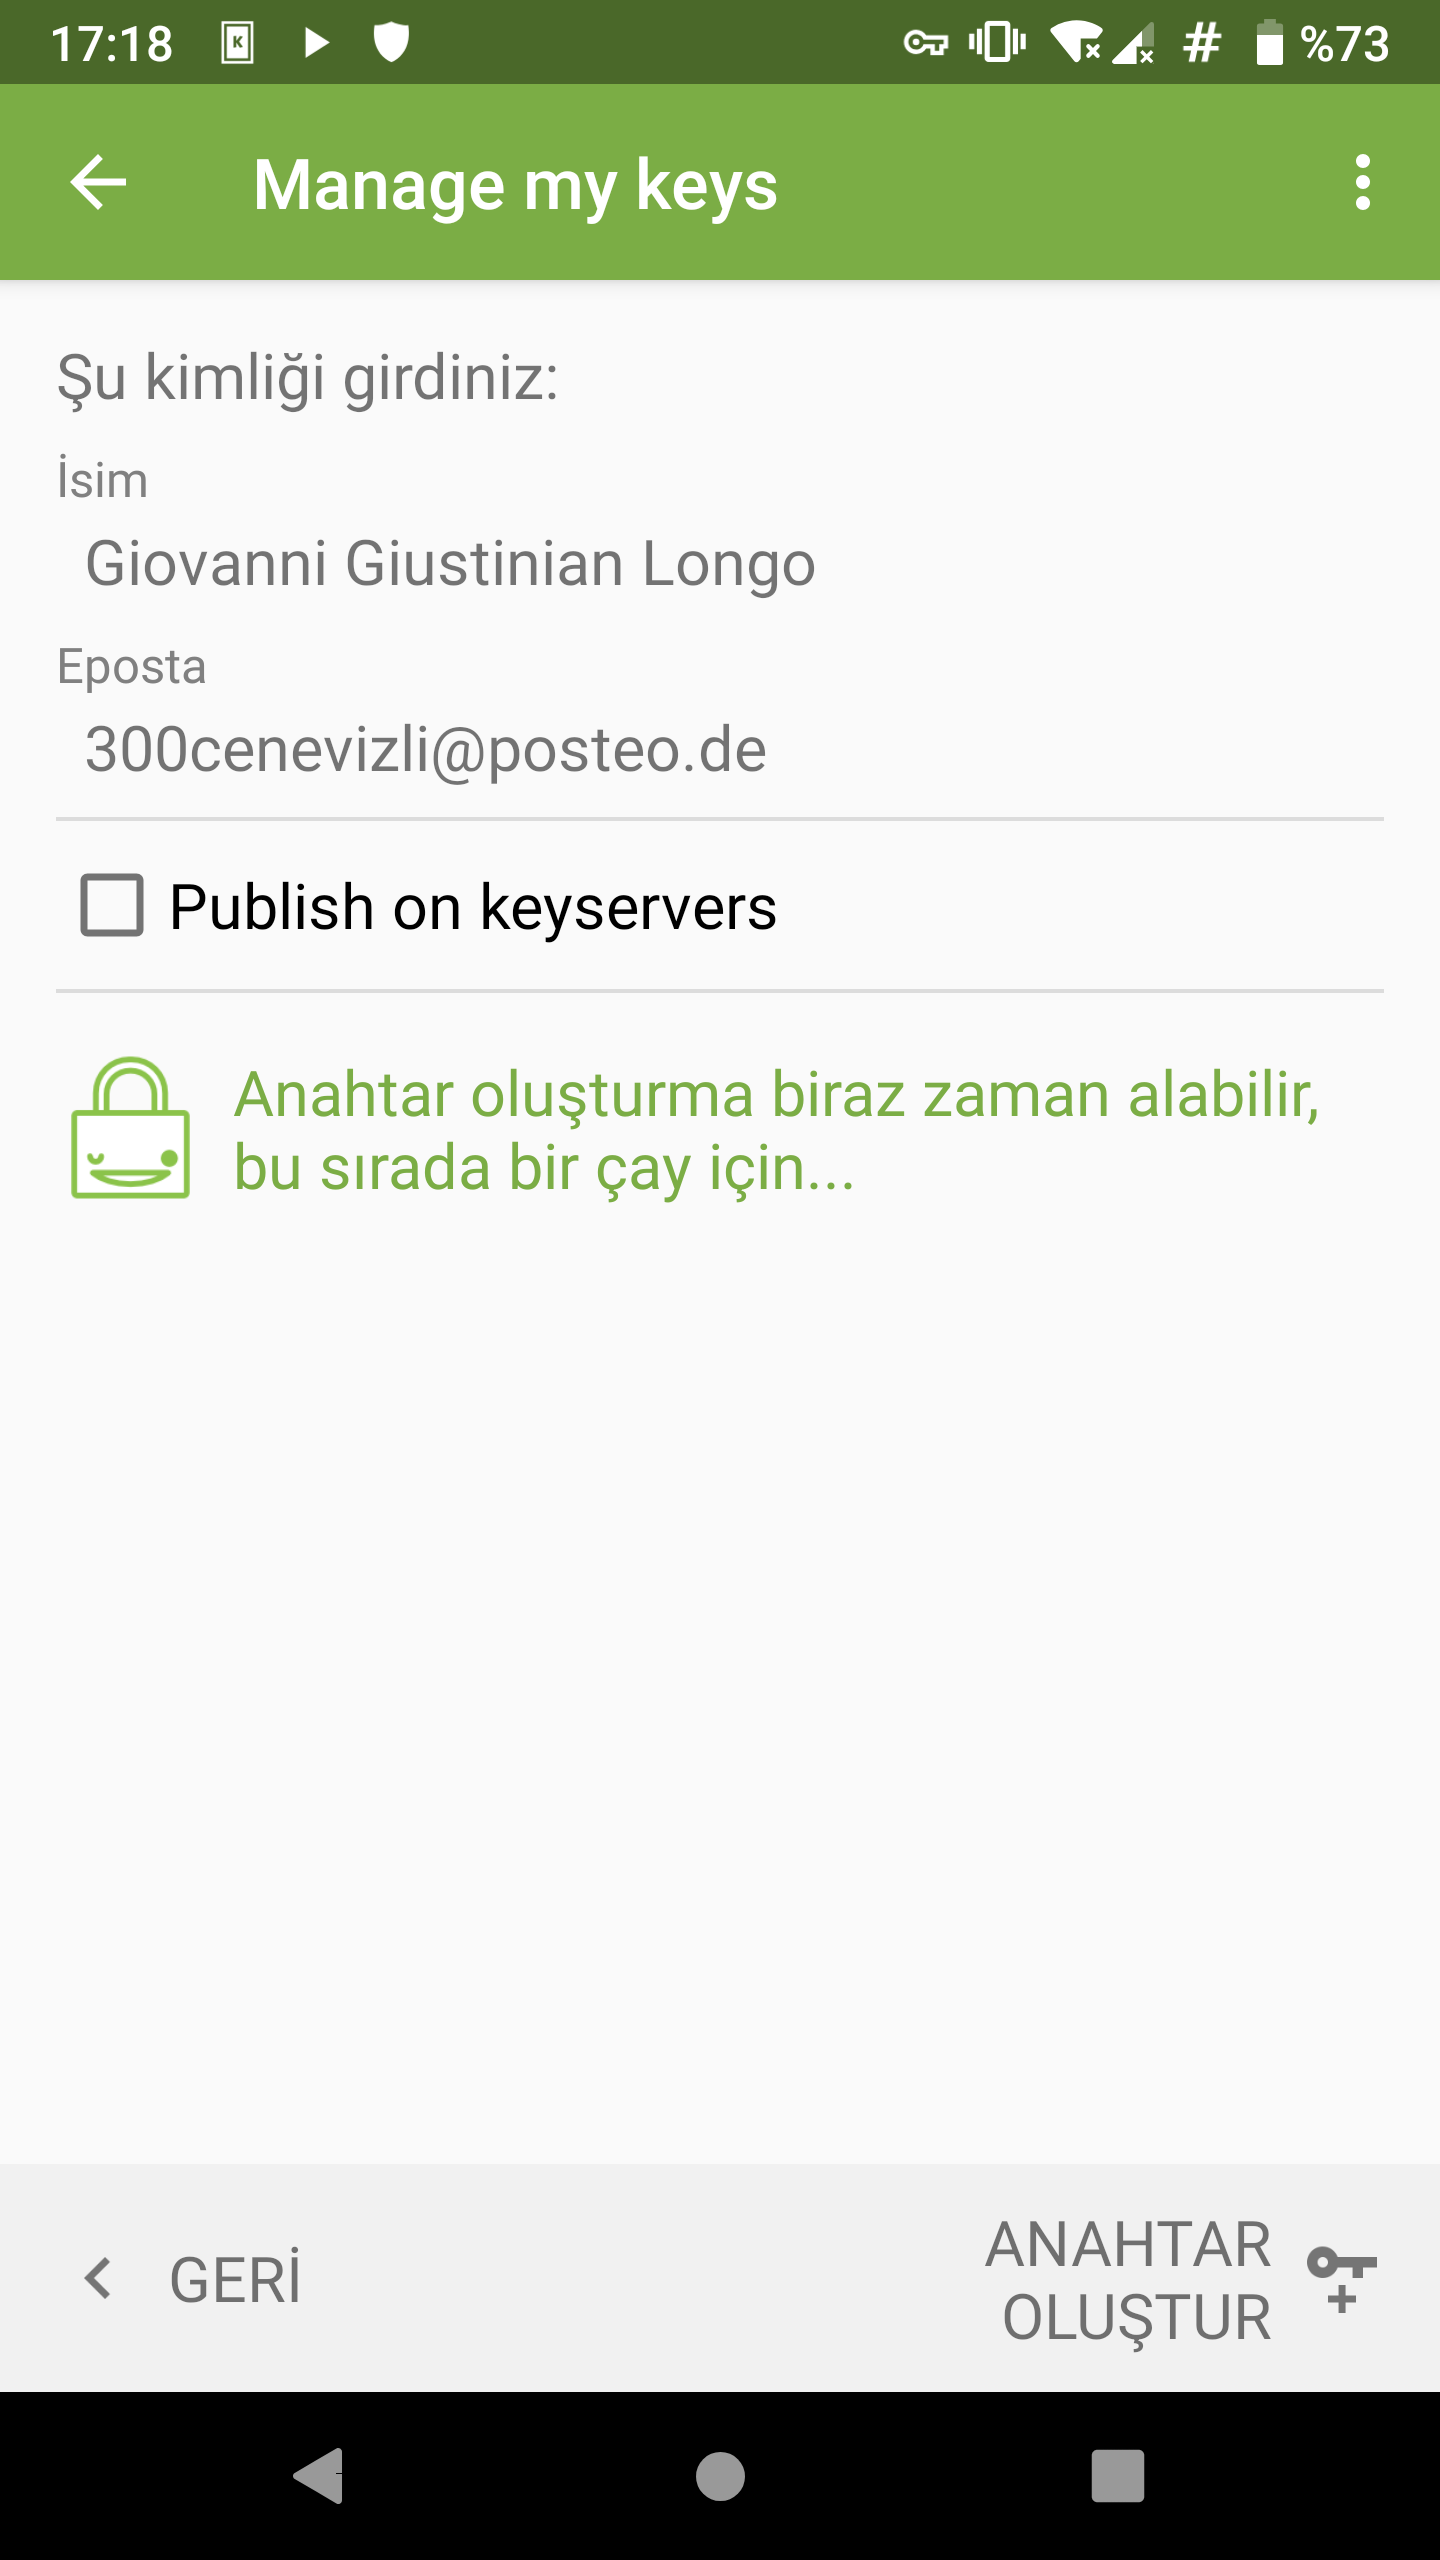 17:18 K # %73
Manage my keys
Şu kimliği girdiniz:
İsim
Giovanni Giustinian Longo
Eposta
300cenevizli@posteo.de
Publish on keyservers
Anahtar oluşturma biraz zaman alabilir,
bu sırada bir çay için...
GERİ
ANAHTAR
OLUŞTUR